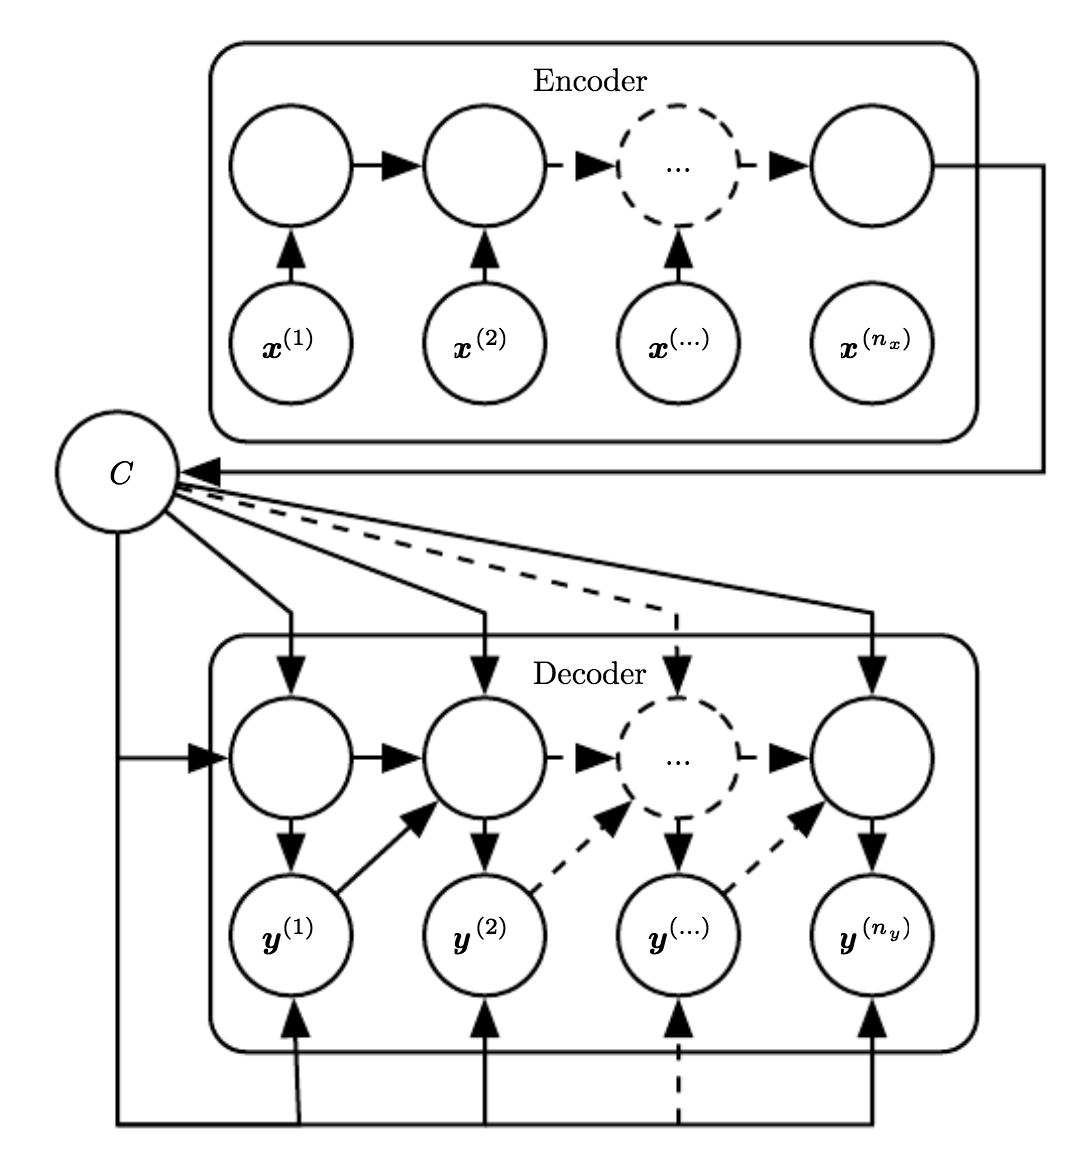 Encoder
...
x^(1) x^(2) x^(...) x^(n_x)
C
Decoder
...
y^(1) y^(2) y^(...) y^(n_y)